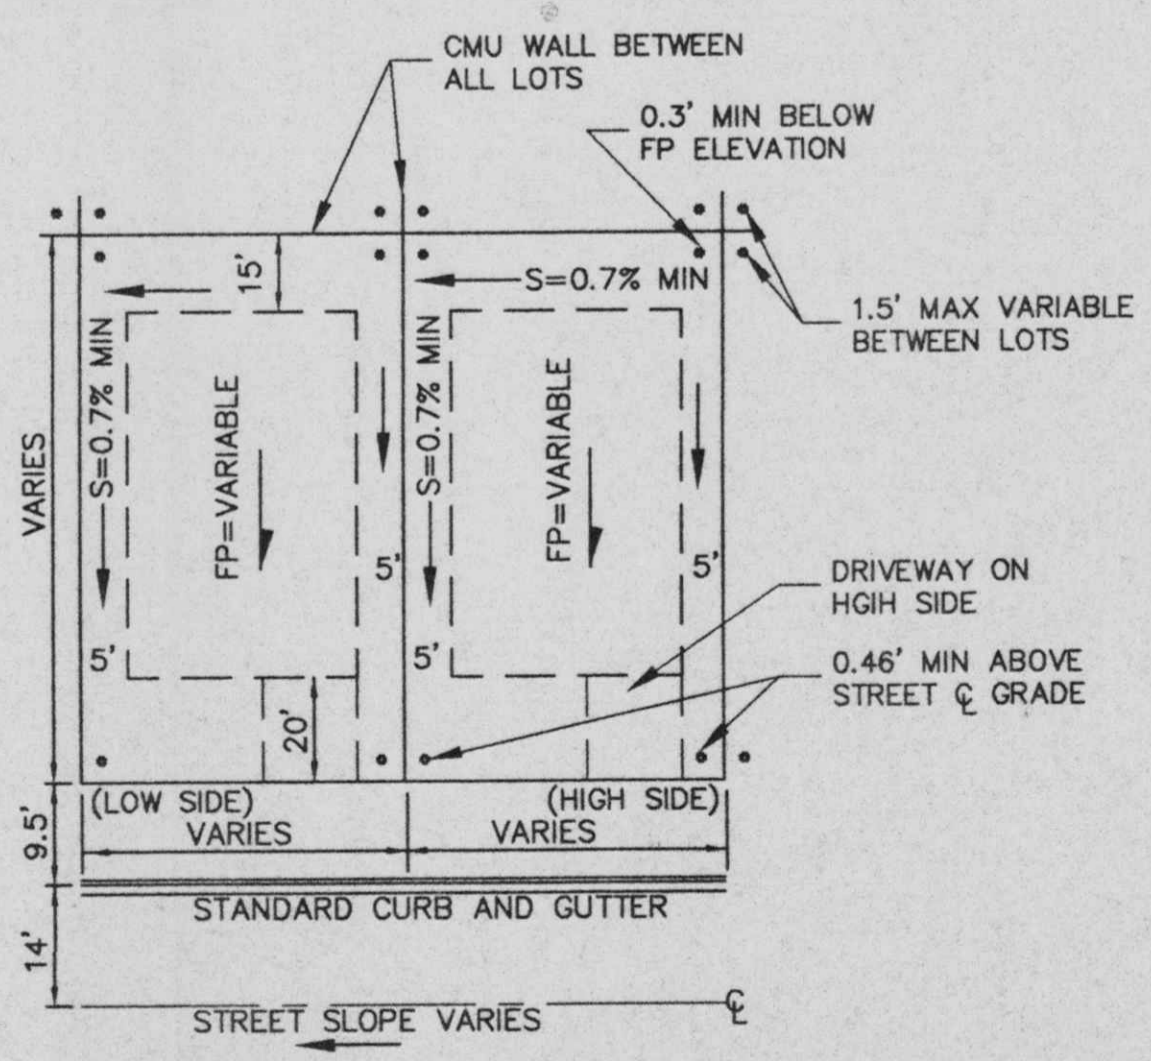 CMU WALL BETWEEN
ALL LOTS
0.3' MIN BELOW
FP ELEVATION
15'
S=0.7% MIN
1.5' MAX VARIABLE
BETWEEN LOTS
VARIES
S=0.7% MIN
FP=VARIABLE
S=0.7% MIN
FP=VARIABLE
5'
5'
DRIVEWAY ON
HGIH SIDE
5'
5'
0.46' MIN ABOVE
STREET ℄ GRADE
20'
(LOW SIDE)
(HIGH SIDE)
VARIES
VARIES
9.5'
STANDARD CURB AND GUTTER
14'
℄
STREET SLOPE VARIES